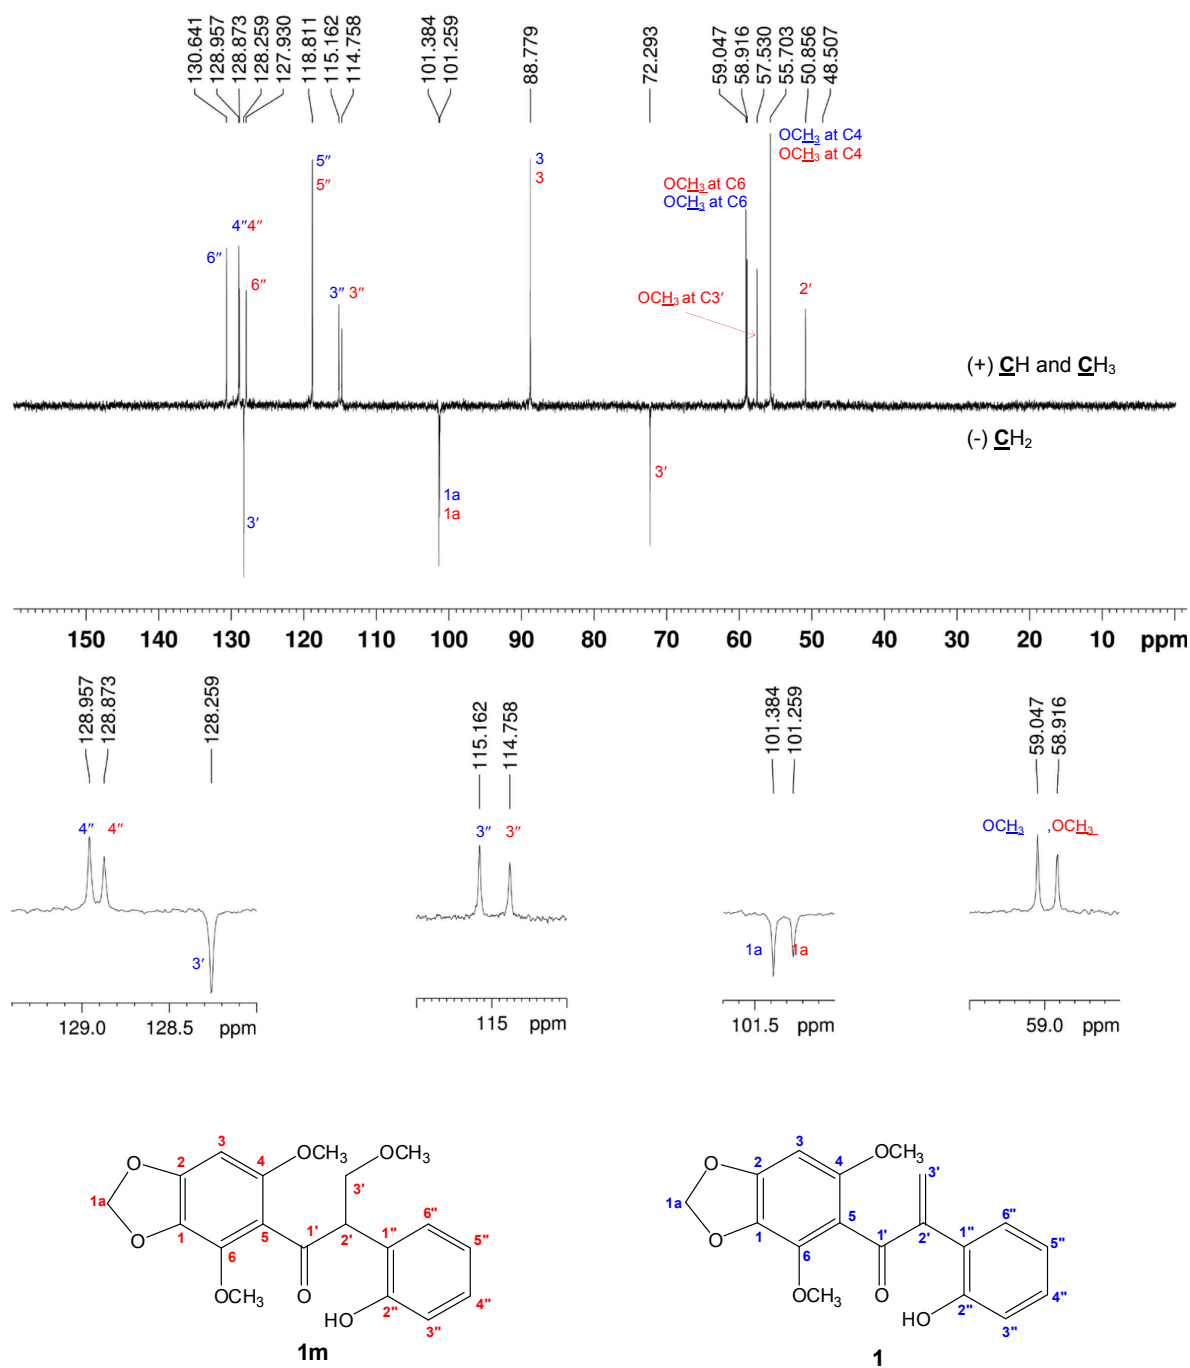 130.641
128.957
128.873
128.259
127.930
118.811
115.162
114.758
101.384
101.259
88.779
72.293
59.047
58.916
57.530
55.703
50.856
48.507
OCH₃ at C4
OCH₃ at C4
5″
5″
3
3
OCH₃ at C6
OCH₃ at C6
4″4″
6″
6″
3″ 3″
OCH₃ at C3′
2′
(+) CH and CH₃
(-) CH₂
3′
1a
1a
3′
150 140 130 120 110 100 90 80 70 60 50 40 30 20 10 ppm
128.957
128.873
128.259
115.162
114.758
101.384
101.259
59.047
58.916
4″ 4″
3′
129.0 128.5 ppm
3″ 3″
115 ppm
1a 1a
101.5 ppm
OCH₃ ,OCH₃
59.0 ppm
3
OCH₃
OCH₃
O
2
4
3'
1a
6"
O
1
5
1'
2'
1"
5"
6
OCH₃
O
4"
HO
2"
3"
1m
3
OCH₃
3'
O
2
4
1a
6"
O
1
5
1'
2'
1"
5"
6
OCH₃
O
4"
HO
2"
3"
1